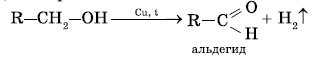 R—CH₂—OH Cu, t → R—C O H + H₂↑
альдегид